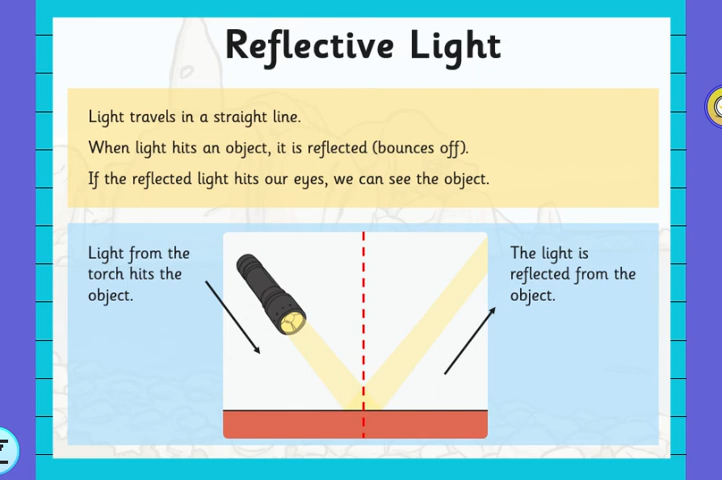 Reflective Light
Light travels in a straight line.
When light hits an object, it is reflected (bounces off).
If the reflected light hits our eyes, we can see the object.
Light from the
torch hits the
object.
The light is
reflected from the
object.